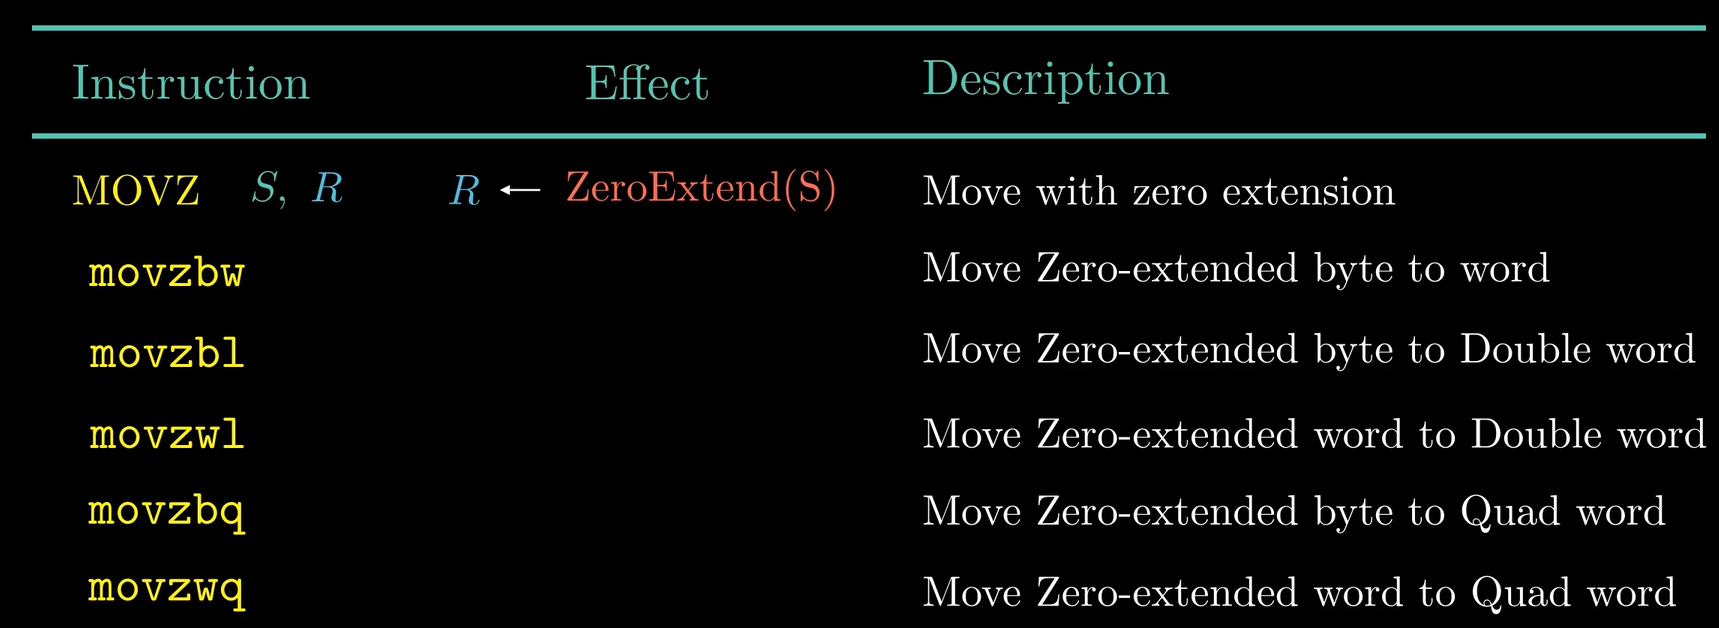 Instruction Effect Description
MOVZ S, R R ← ZeroExtend(S) Move with zero extension
movzbw Move Zero-extended byte to word
movzbl Move Zero-extended byte to Double word
movzwl Move Zero-extended word to Double word
movzbq Move Zero-extended byte to Quad word
movzwq Move Zero-extended word to Quad word